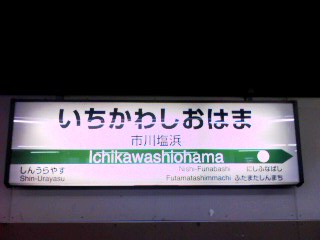 いちかわしおはま
市川塩浜
Ichikawashiohama
しんうらやす
Shin-Urayasu
Nishi-Funabashi にしふなばし
Futamatashimmachi ふたまたしんまち